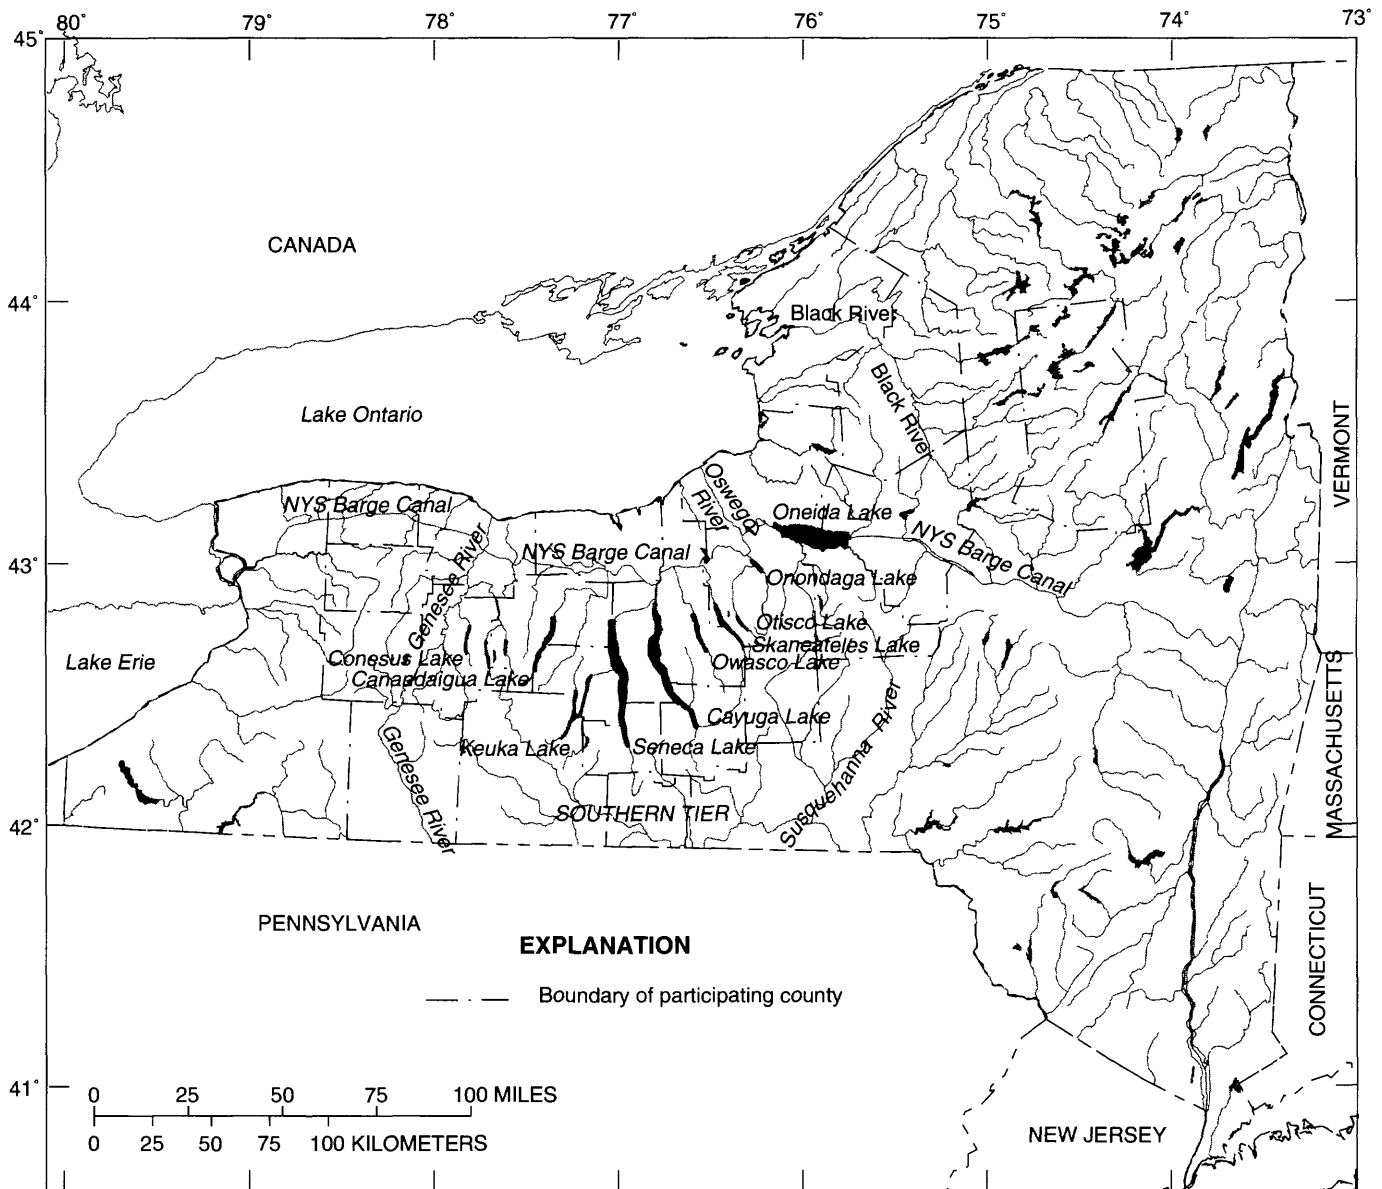 80° 79° 78° 77° 76° 75° 74° 73°
45°
CANADA
44°
Black River
Black River
Lake Ontario
VERMONT
NYS Barge Canal
Oswego
River
Oneida Lake
NYS Barge Canal
Genesee River
NYS Barge Canal
43°
Onondaga Lake
Otisco Lake
Skaneateles Lake
Owasco Lake
Lake Erie
Conesus Lake
Canandaigua Lake
MASSACHUSETTS
Cayuga Lake
Susquehanna River
Genesee River
Keuka Lake
Seneca Lake
SOUTHERN TIER
42°
PENNSYLVANIA
CONNECTICUT
EXPLANATION
Boundary of participating county
41°
0 25 50 75 100 MILES
0 25 50 75 100 KILOMETERS
NEW JERSEY